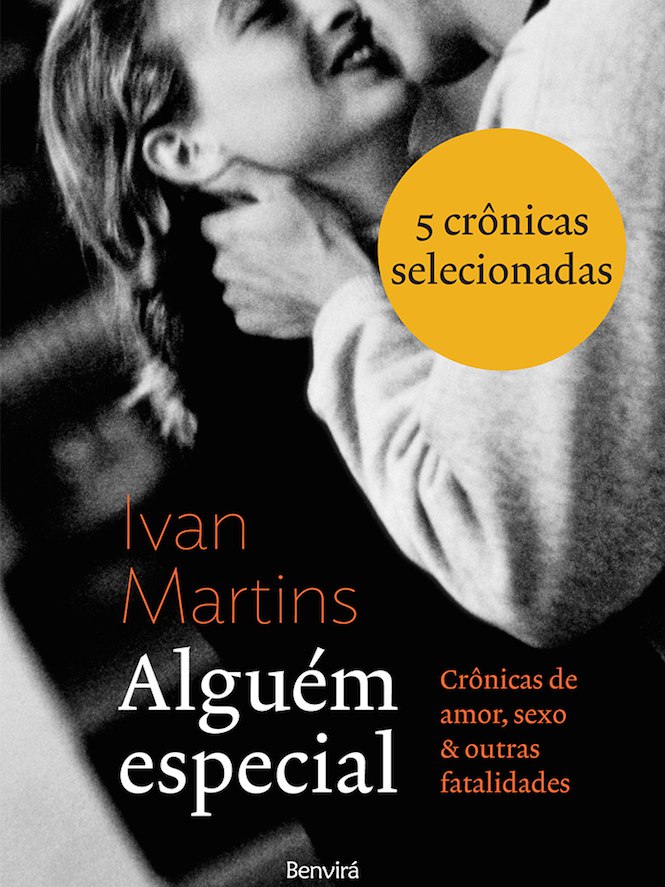 5 crônicas
selecionadas
Ivan
Martins
Alguém
especial
Crônicas de
amor, sexo
& outras
fatalidades
Benvirá